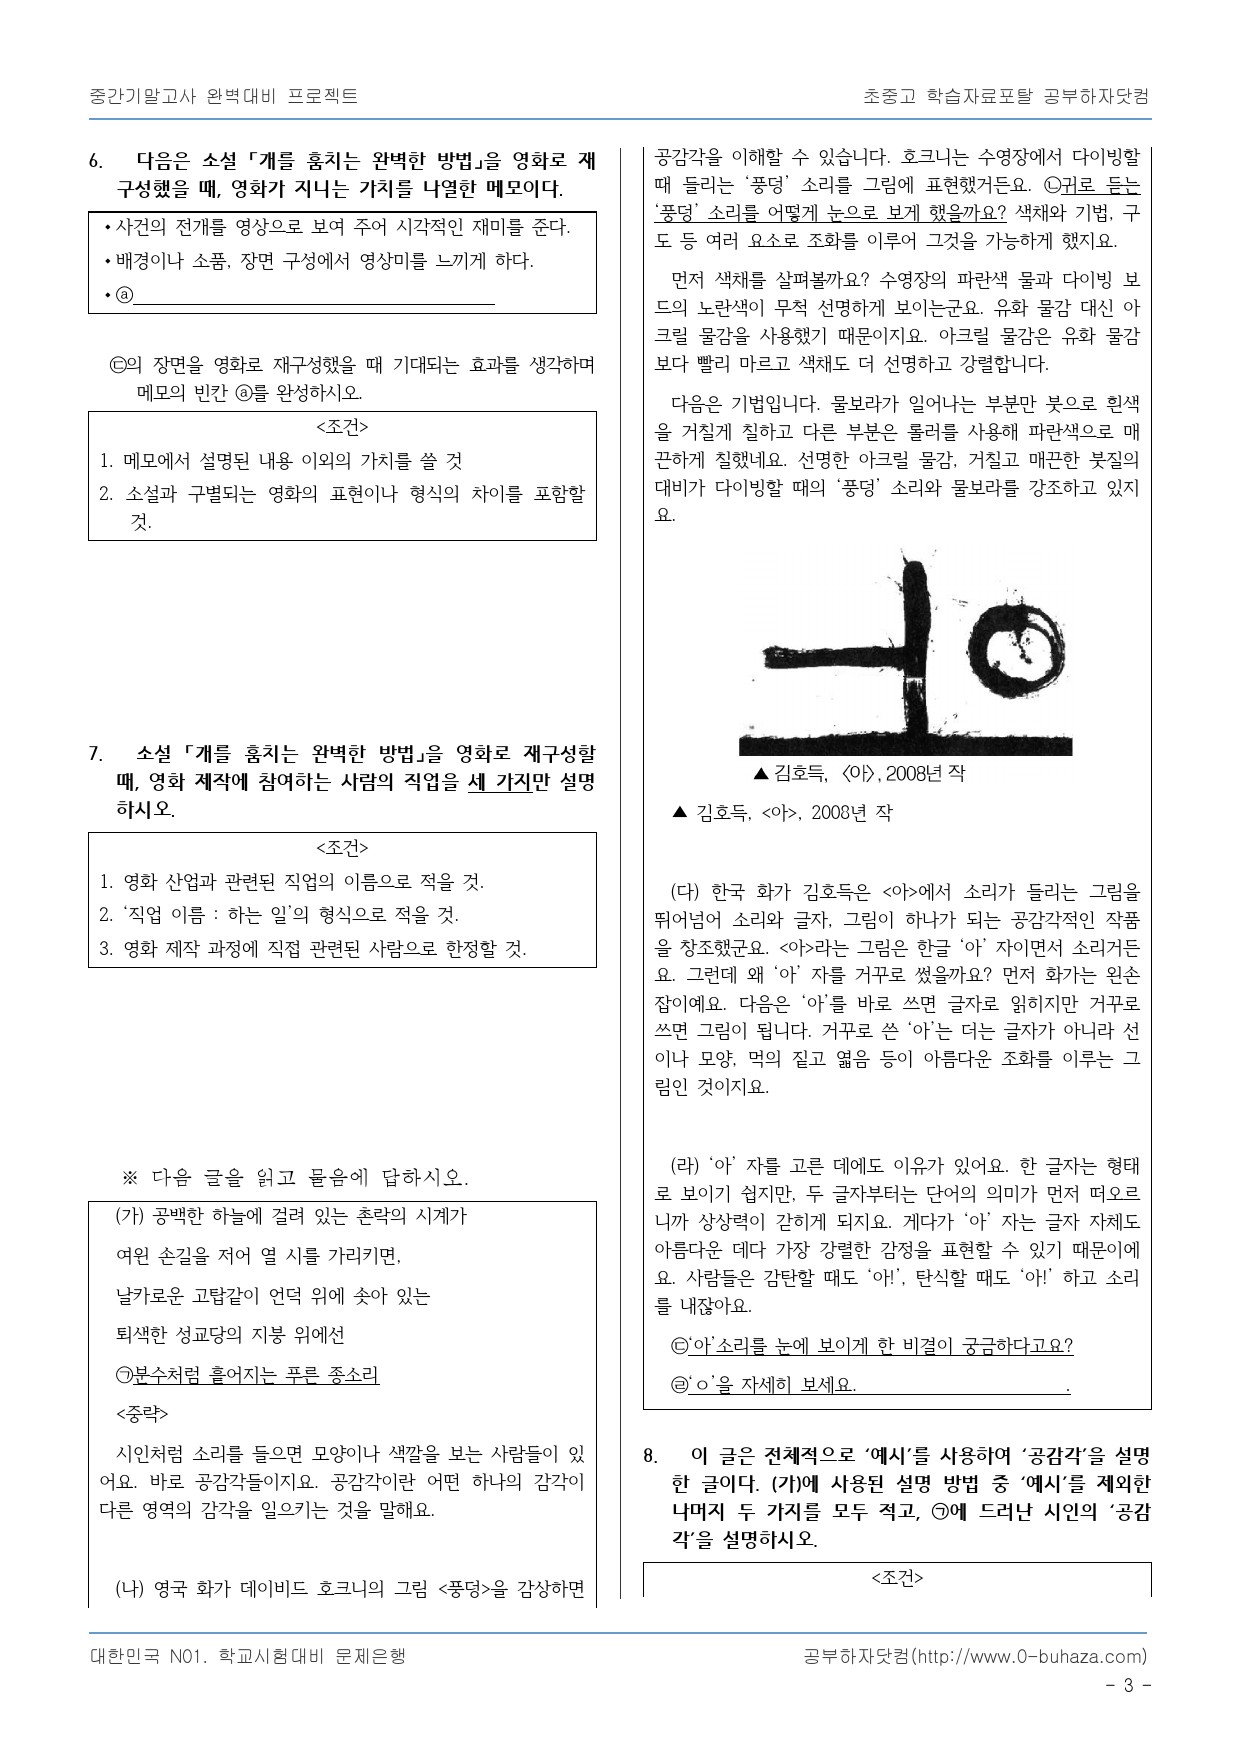 중간기말고사 완벽대비 프로젝트
초중고 학습자료포탈 공부하자닷컴
6. 다음은 소설 「개를 훔치는 완벽한 방법」을 영화로 재
구성했을 때, 영화가 지니는 가치를 나열한 메모이다.
• 사건의 전개를 영상으로 보여 주어 시각적인 재미를 준다.
• 배경이나 소품, 장면 구성에서 영상미를 느끼게 하다.
• ⓐ
㉢의 장면을 영화로 재구성했을 때 기대되는 효과를 생각하며
메모의 빈칸 ⓐ를 완성하시오.
<조건>
1. 메모에서 설명된 내용 이외의 가치를 쓸 것
2. 소설과 구별되는 영화의 표현이나 형식의 차이를 포함할
것.
7. 소설 「개를 훔치는 완벽한 방법」을 영화로 재구성할
때, 영화 제작에 참여하는 사람의 직업을 세 가지만 설명
하시오.
<조건>
1. 영화 산업과 관련된 직업의 이름으로 적을 것.
2. ‘직업 이름 : 하는 일’의 형식으로 적을 것.
3. 영화 제작 과정에 직접 관련된 사람으로 한정할 것.
※ 다음 글을 읽고 물음에 답하시오.
(가) 공백한 하늘에 걸려 있는 촌락의 시계가
여윈 손길을 저어 열 시를 가리키면,
날카로운 고탑같이 언덕 위에 솟아 있는
퇴색한 성교당의 지붕 위에선
㉠분수처럼 흩어지는 푸른 종소리
<중략>
시인처럼 소리를 들으면 모양이나 색깔을 보는 사람들이 있
어요. 바로 공감각들이지요. 공감각이란 어떤 하나의 감각이
다른 영역의 감각을 일으키는 것을 말해요.
(나) 영국 화가 데이비드 호크니의 그림 <풍덩>을 감상하면
공감각을 이해할 수 있습니다. 호크니는 수영장에서 다이빙할
때 들리는 ‘풍덩’ 소리를 그림에 표현했거든요. ㉡귀로 듣는
‘풍덩’ 소리를 어떻게 눈으로 보게 했을까요? 색채와 기법, 구
도 등 여러 요소로 조화를 이루어 그것을 가능하게 했지요.
먼저 색채를 살펴볼까요? 수영장의 파란색 물과 다이빙 보
드의 노란색이 무척 선명하게 보이는군요. 유화 물감 대신 아
크릴 물감을 사용했기 때문이지요. 아크릴 물감은 유화 물감
보다 빨리 마르고 색채도 더 선명하고 강렬합니다.
다음은 기법입니다. 물보라가 일어나는 부분만 붓으로 흰색
을 거칠게 칠하고 다른 부분은 롤러를 사용해 파란색으로 매
끈하게 칠했네요. 선명한 아크릴 물감, 거칠고 매끈한 붓질의
대비가 다이빙할 때의 ‘풍덩’ 소리와 물보라를 강조하고 있지
요.
▲ 김호득, 〈아〉, 2008년 작
▲ 김호득, <아>, 2008년 작
(다) 한국 화가 김호득은 <아>에서 소리가 들리는 그림을
뛰어넘어 소리와 글자, 그림이 하나가 되는 공감각적인 작품
을 창조했군요. <아>라는 그림은 한글 ‘아’ 자이면서 소리거든
요. 그런데 왜 ‘아’ 자를 거꾸로 썼을까요? 먼저 화가는 왼손
잡이예요. 다음은 ‘아’를 바로 쓰면 글자로 읽히지만 거꾸로
쓰면 그림이 됩니다. 거꾸로 쓴 ‘아’는 더는 글자가 아니라 선
이나 모양, 먹의 짙고 엷음 등이 아름다운 조화를 이루는 그
림인 것이지요.
(라) ‘아’ 자를 고른 데에도 이유가 있어요. 한 글자는 형태
로 보이기 쉽지만, 두 글자부터는 단어의 의미가 먼저 떠오르
니까 상상력이 갇히게 되지요. 게다가 ‘아’ 자는 글자 자체도
아름다운 데다 가장 강렬한 감정을 표현할 수 있기 때문이에
요. 사람들은 감탄할 때도 ‘아!’, 탄식할 때도 ‘아!’ 하고 소리
를 내잖아요.
㉢‘아’소리를 눈에 보이게 한 비결이 궁금하다고요?
㉣‘ㅇ’을 자세히 보세요. .
8. 이 글은 전체적으로 ‘예시’를 사용하여 ‘공감각’을 설명
한 글이다. (가)에 사용된 설명 방법 중 ‘예시’를 제외한
나머지 두 가지를 모두 적고, ㉠에 드러난 시인의 ‘공감
각’을 설명하시오.
<조건>
대한민국 N01. 학교시험대비 문제은행
공부하자닷컴(http://www.0-buhaza.com)
- 3 -